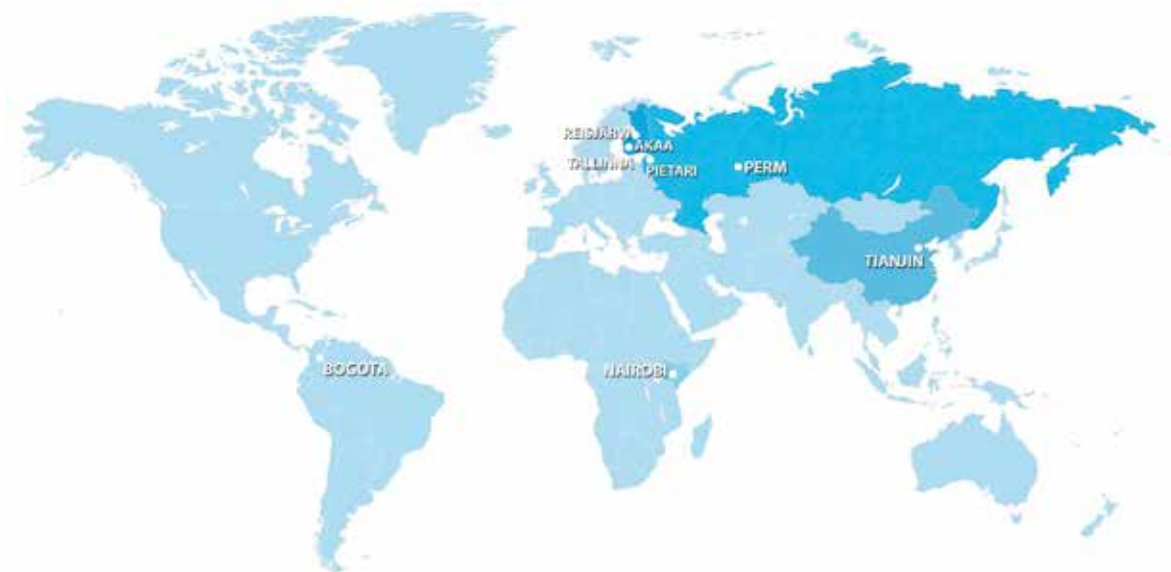 REISJÄRVI
AKAA
TALLINNA
PIETARI
PERM
TIANJIN
BOGOTA
NAIROBI